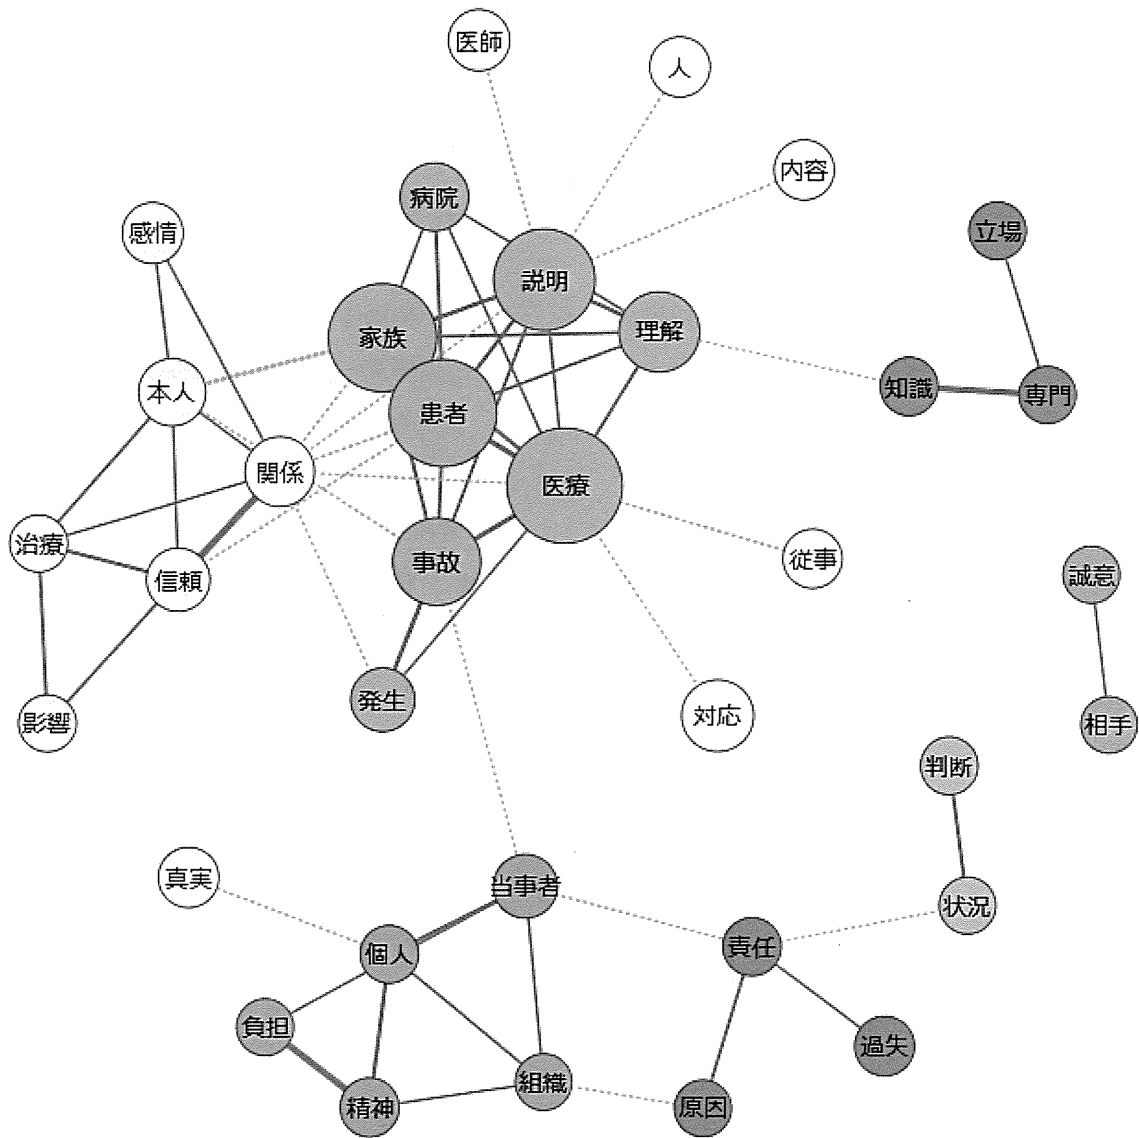 医師
人
内容
病院
感情
立場
説明
家族
理解
本人
知識
専門
患者
関係
医療
治療
信頼
事故
従事
誠意
発生
影響
対応
相手
判断
真実
当事者
状況
個人
責任
負担
過失
組織
精神
原因